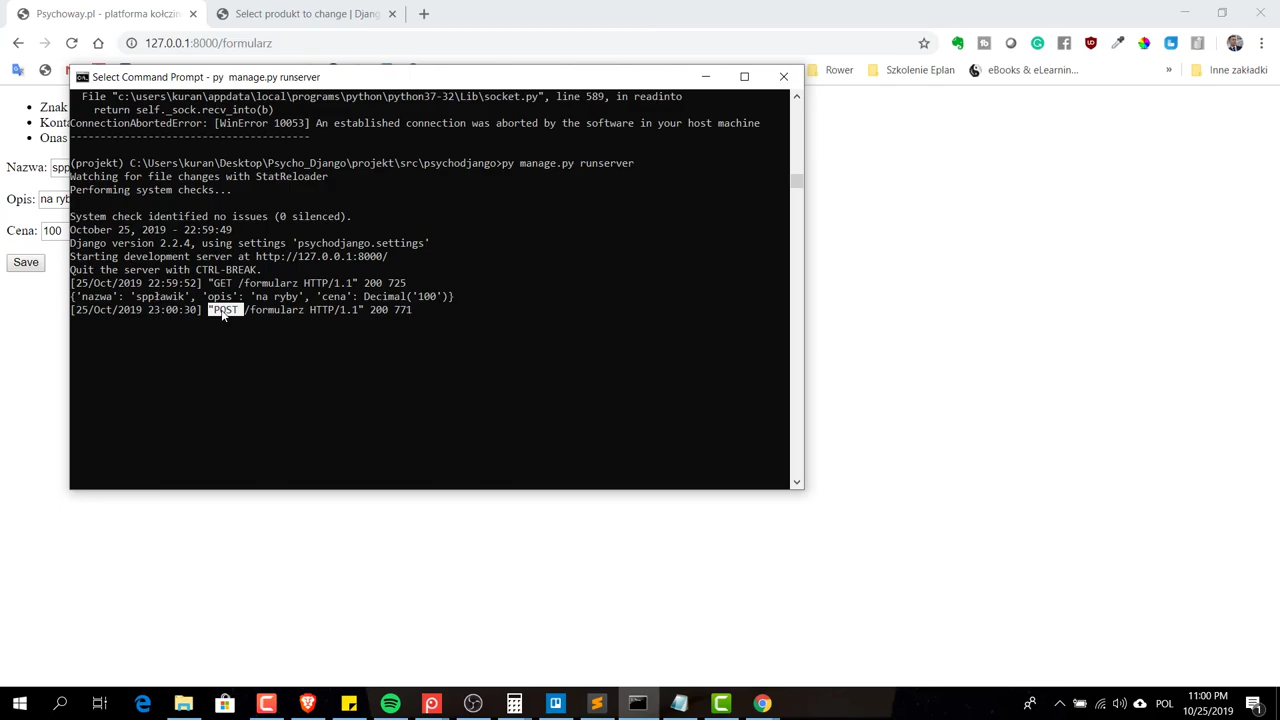 Psychoway.pl - platforma kołczin
Select produkt to change | Djang
127.0.0.1:8000/formularz
Rower
Szkolenie Eplan
eBooks & eLearnin...
»
Inne zakładki
Select Command Prompt - py  manage.py runserver
File "c:\users\kuran\appdata\local\programs\python\python37-32\Lib\socket.py", line 589, in readinto
return self._sock.recv_into(b)
ConnectionAbortedError: [WinError 10053] An established connection was aborted by the software in your host machine
----------------------------------------
(projekt) C:\Users\kuran\Desktop\Psycho_Django\projekt\src\psychodjango>py manage.py runserver
Watching for file changes with StatReloader
Performing system checks...
System check identified no issues (0 silenced).
October 25, 2019 - 22:59:49
Django version 2.2.4, using settings 'psychodjango.settings'
Starting development server at http://127.0.0.1:8000/
Quit the server with CTRL-BREAK.
[25/Oct/2019 22:59:52] "GET /formularz HTTP/1.1" 200 725
{'nazwa': 'sppławik', 'opis': 'na ryby', 'cena': Decimal('100')}
[25/Oct/2019 23:00:30] "POST /formularz HTTP/1.1" 200 771
Znak
Konta
Onas
Nazwa: spp
Opis: na ryb
Cena: 100
Save
POL
11:00 PM
10/25/2019
1